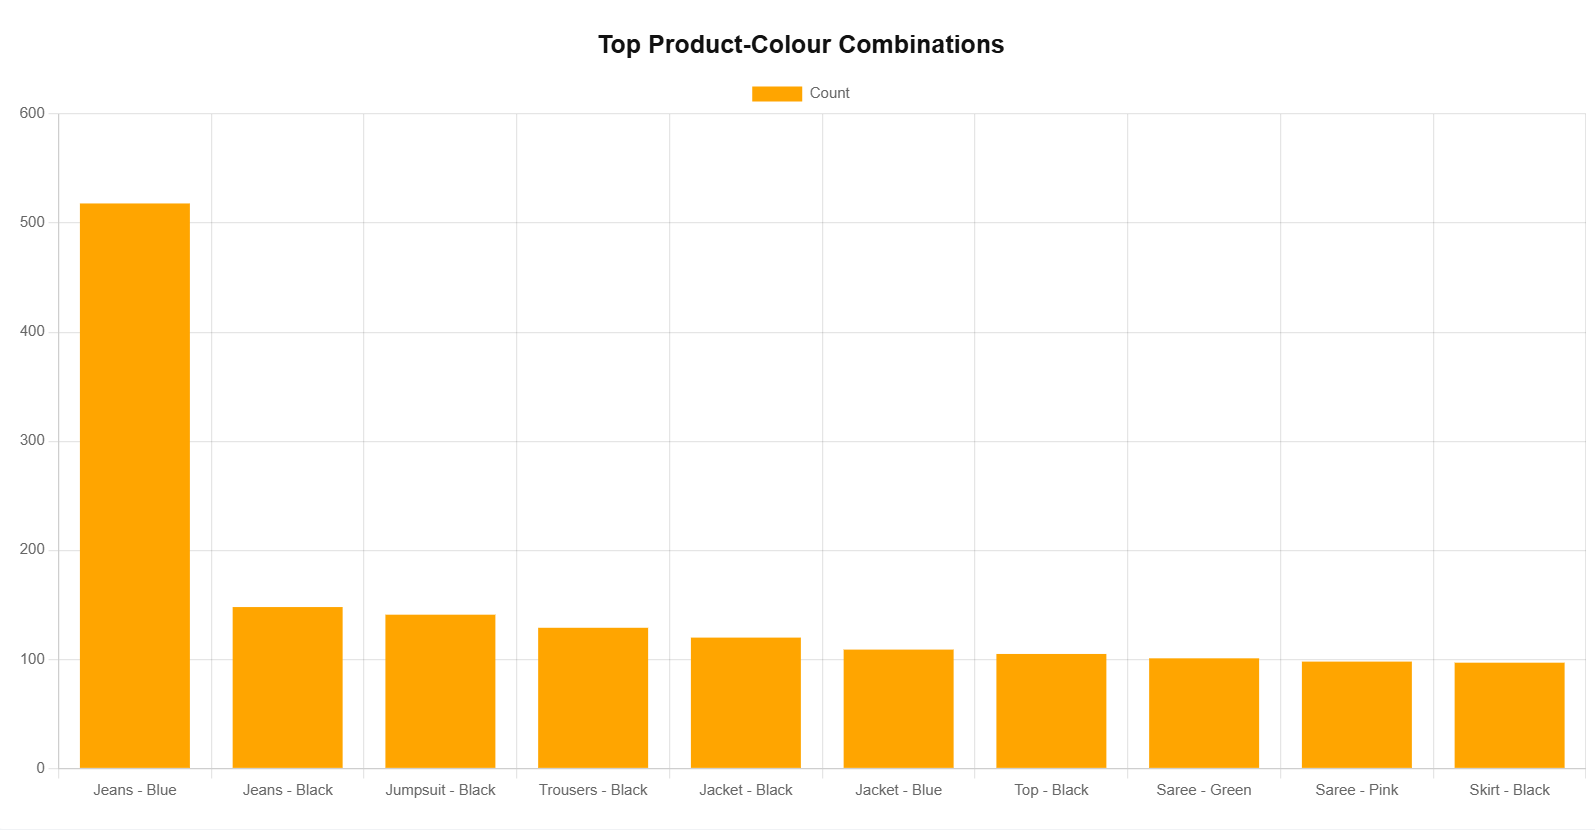 Top Product-Colour Combinations
Count
600
500
400
300
200
100
0
Jeans - Blue
Jeans - Black
Jumpsuit - Black
Trousers - Black
Jacket - Black
Jacket - Blue
Top - Black
Saree - Green
Saree - Pink
Skirt - Black